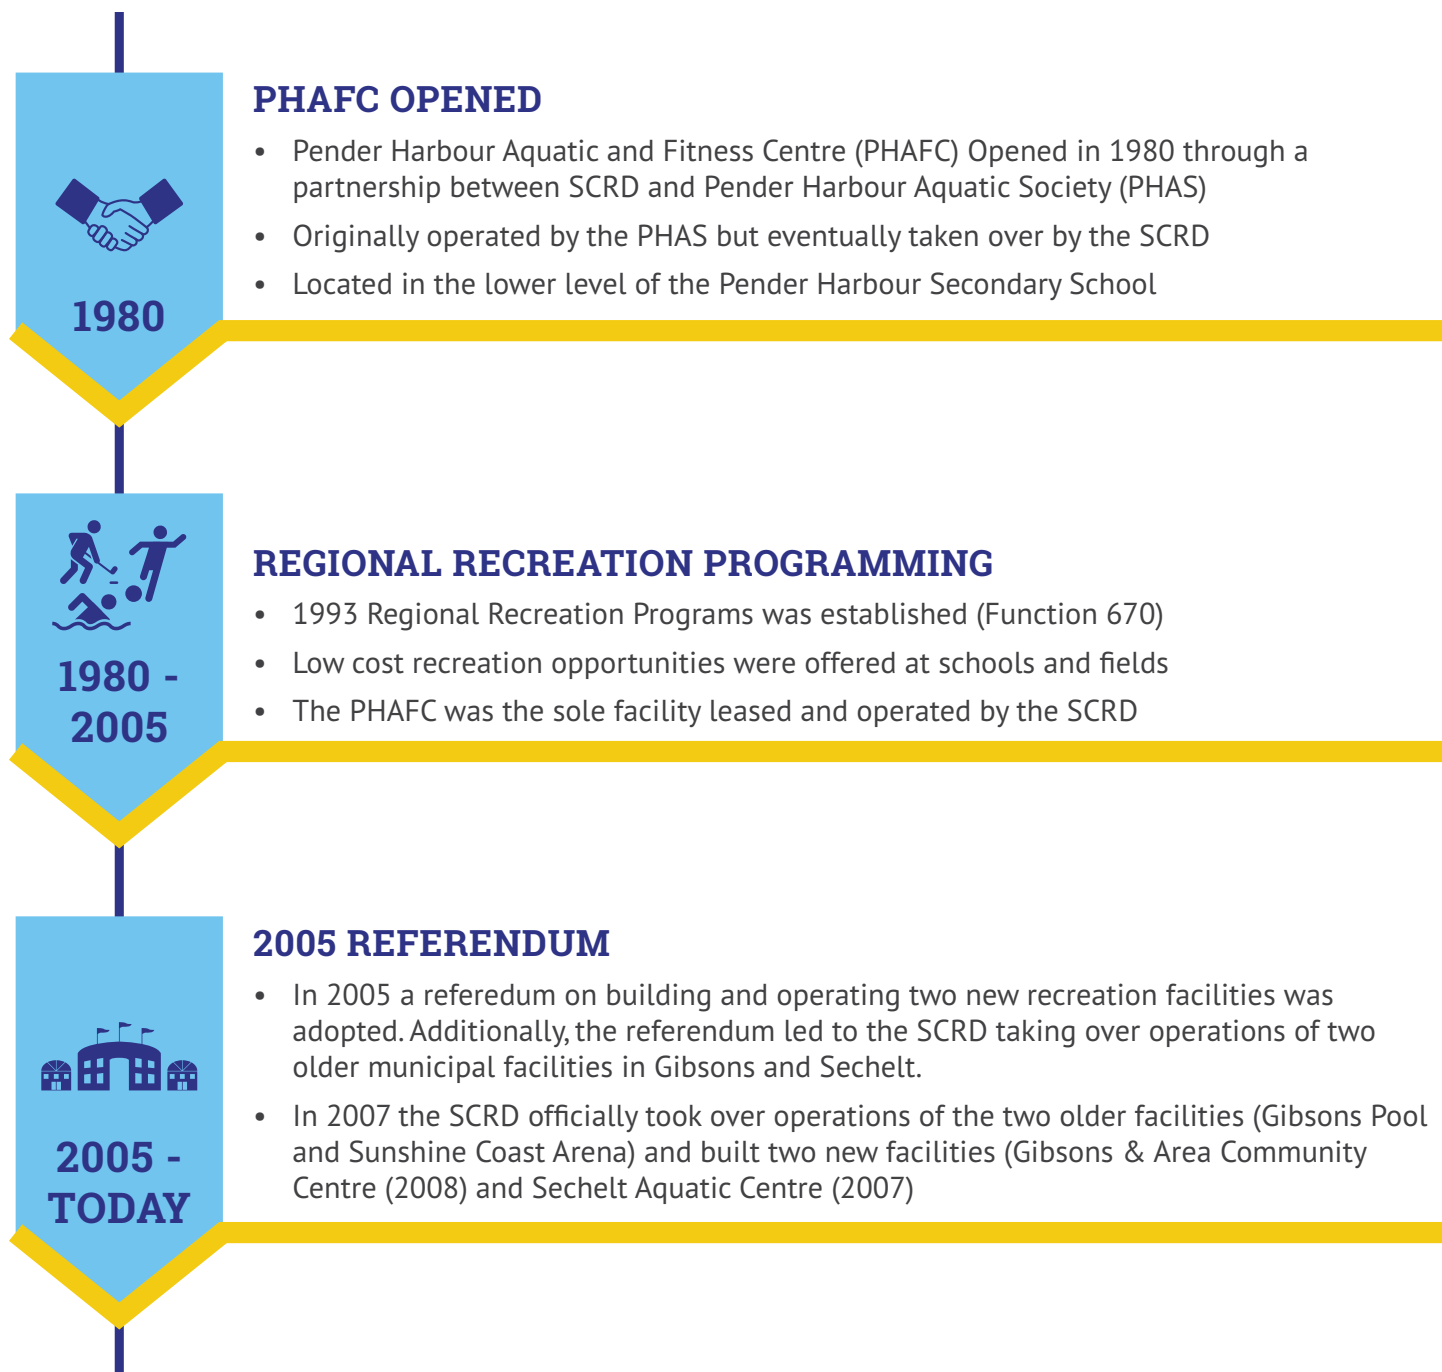 PHAFC OPENED
• Pender Harbour Aquatic and Fitness Centre (PHAFC) Opened in 1980 through a
partnership between SCRD and Pender Harbour Aquatic Society (PHAS)
• Originally operated by the PHAS but eventually taken over by the SCRD
• Located in the lower level of the Pender Harbour Secondary School
1980
REGIONAL RECREATION PROGRAMMING
• 1993 Regional Recreation Programs was established (Function 670)
• Low cost recreation opportunities were offered at schools and fields
• The PHAFC was the sole facility leased and operated by the SCRD
1980 -
2005
2005 REFERENDUM
• In 2005 a referedum on building and operating two new recreation facilities was
adopted. Additionally, the referendum led to the SCRD taking over operations of two
older municipal facilities in Gibsons and Sechelt.
• In 2007 the SCRD officially took over operations of the two older facilities (Gibsons Pool
and Sunshine Coast Arena) and built two new facilities (Gibsons & Area Community
Centre (2008) and Sechelt Aquatic Centre (2007)
2005 -
TODAY